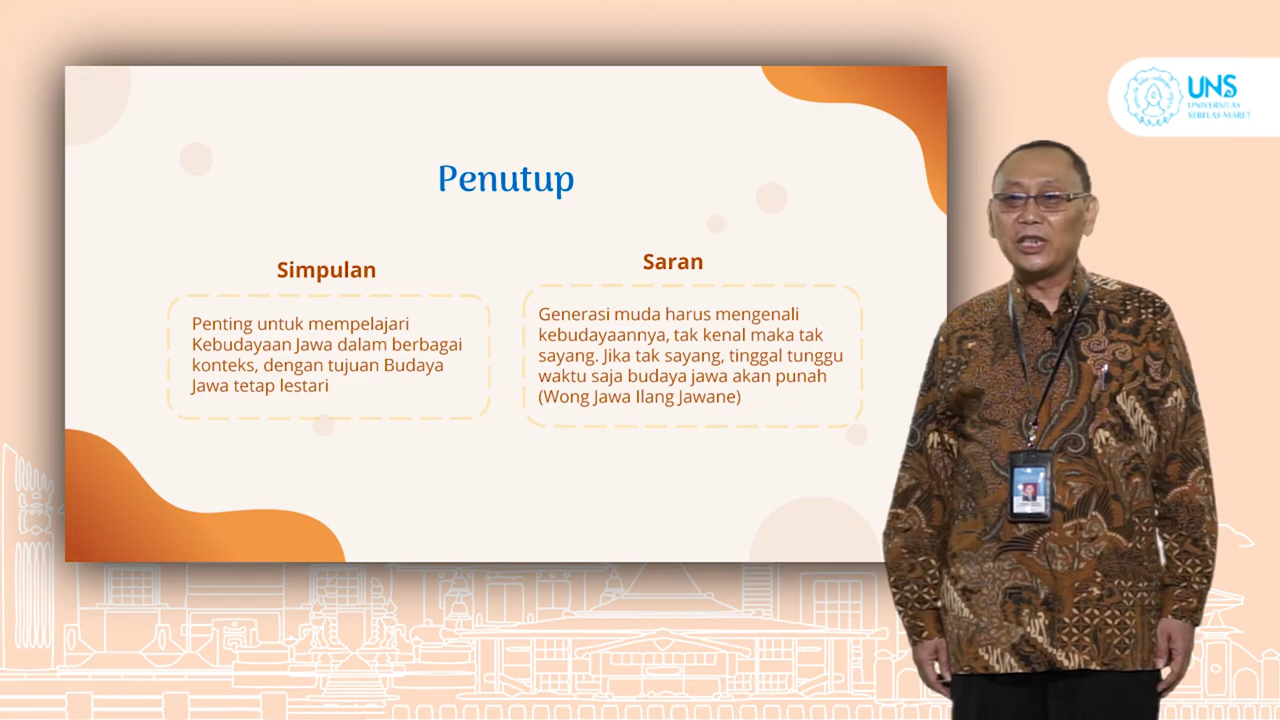 Penutup
Simpulan
Penting untuk mempelajari
Kebudayaan Jawa dalam berbagai
konteks, dengan tujuan Budaya
Jawa tetap lestari
Saran
Generasi muda harus mengenali
kebudayaannya, tak kenal maka tak
sayang. Jika tak sayang, tinggal tunggu
waktu saja budaya jawa akan punah
(Wong Jawa Ilang Jawane)
UNS
UNIVERSITAS
SEBELAS MARET